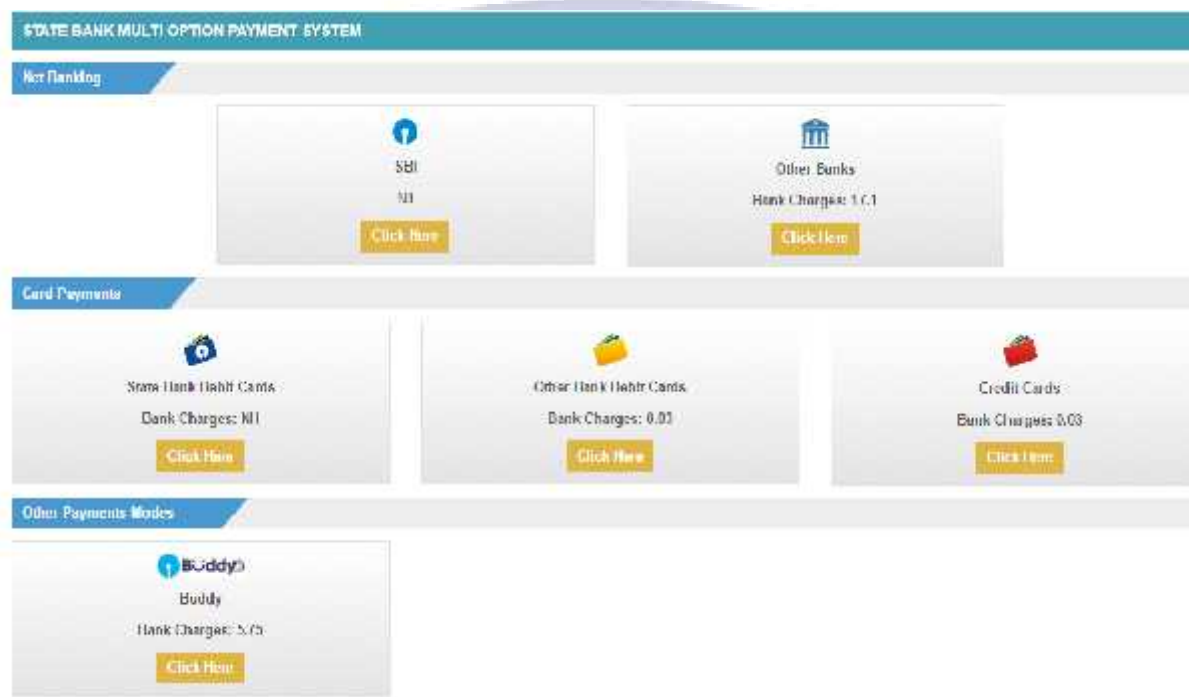 STATE BANK MULTI OPTION PAYMENT SYSTEM
Net Banking
SBI
Nil
Click Here
Other Banks
Bank Charges:
Click Here
Card Payments
State Bank Debit Cards
Bank Charges: Nil
Click Here
Other Bank Debit Cards
Bank Charges: 0.03
Click Here
Credit Cards
Bank Charges: 0.03
Click Here
Other Payments Modes
Buddy
Buddy
Bank Charges: 5.75
Click Here